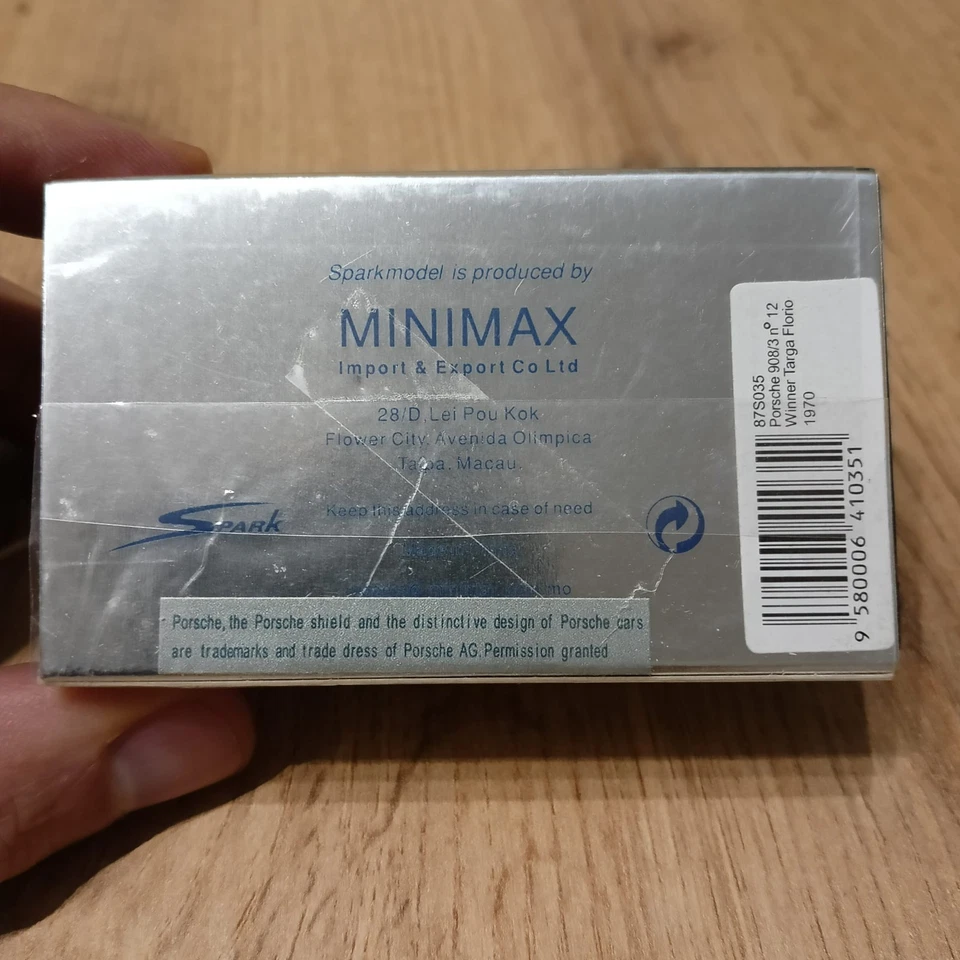 Sparkmodel is produced by
MINIMAX
Import & Export Co Ltd
28/D, Lei Pou Kok
Flower City, Avenida Olimpica
Taipa. Macau.
Keep this address in case of need
SPARK
Porsche, the Porsche shield and the distinctive design of Porsche cars
are trademarks and trade dress of Porsche AG. Permission granted
87S035
Porsche 908/3 nº 12
Winner Targa Florio
1970
9 580006 410351